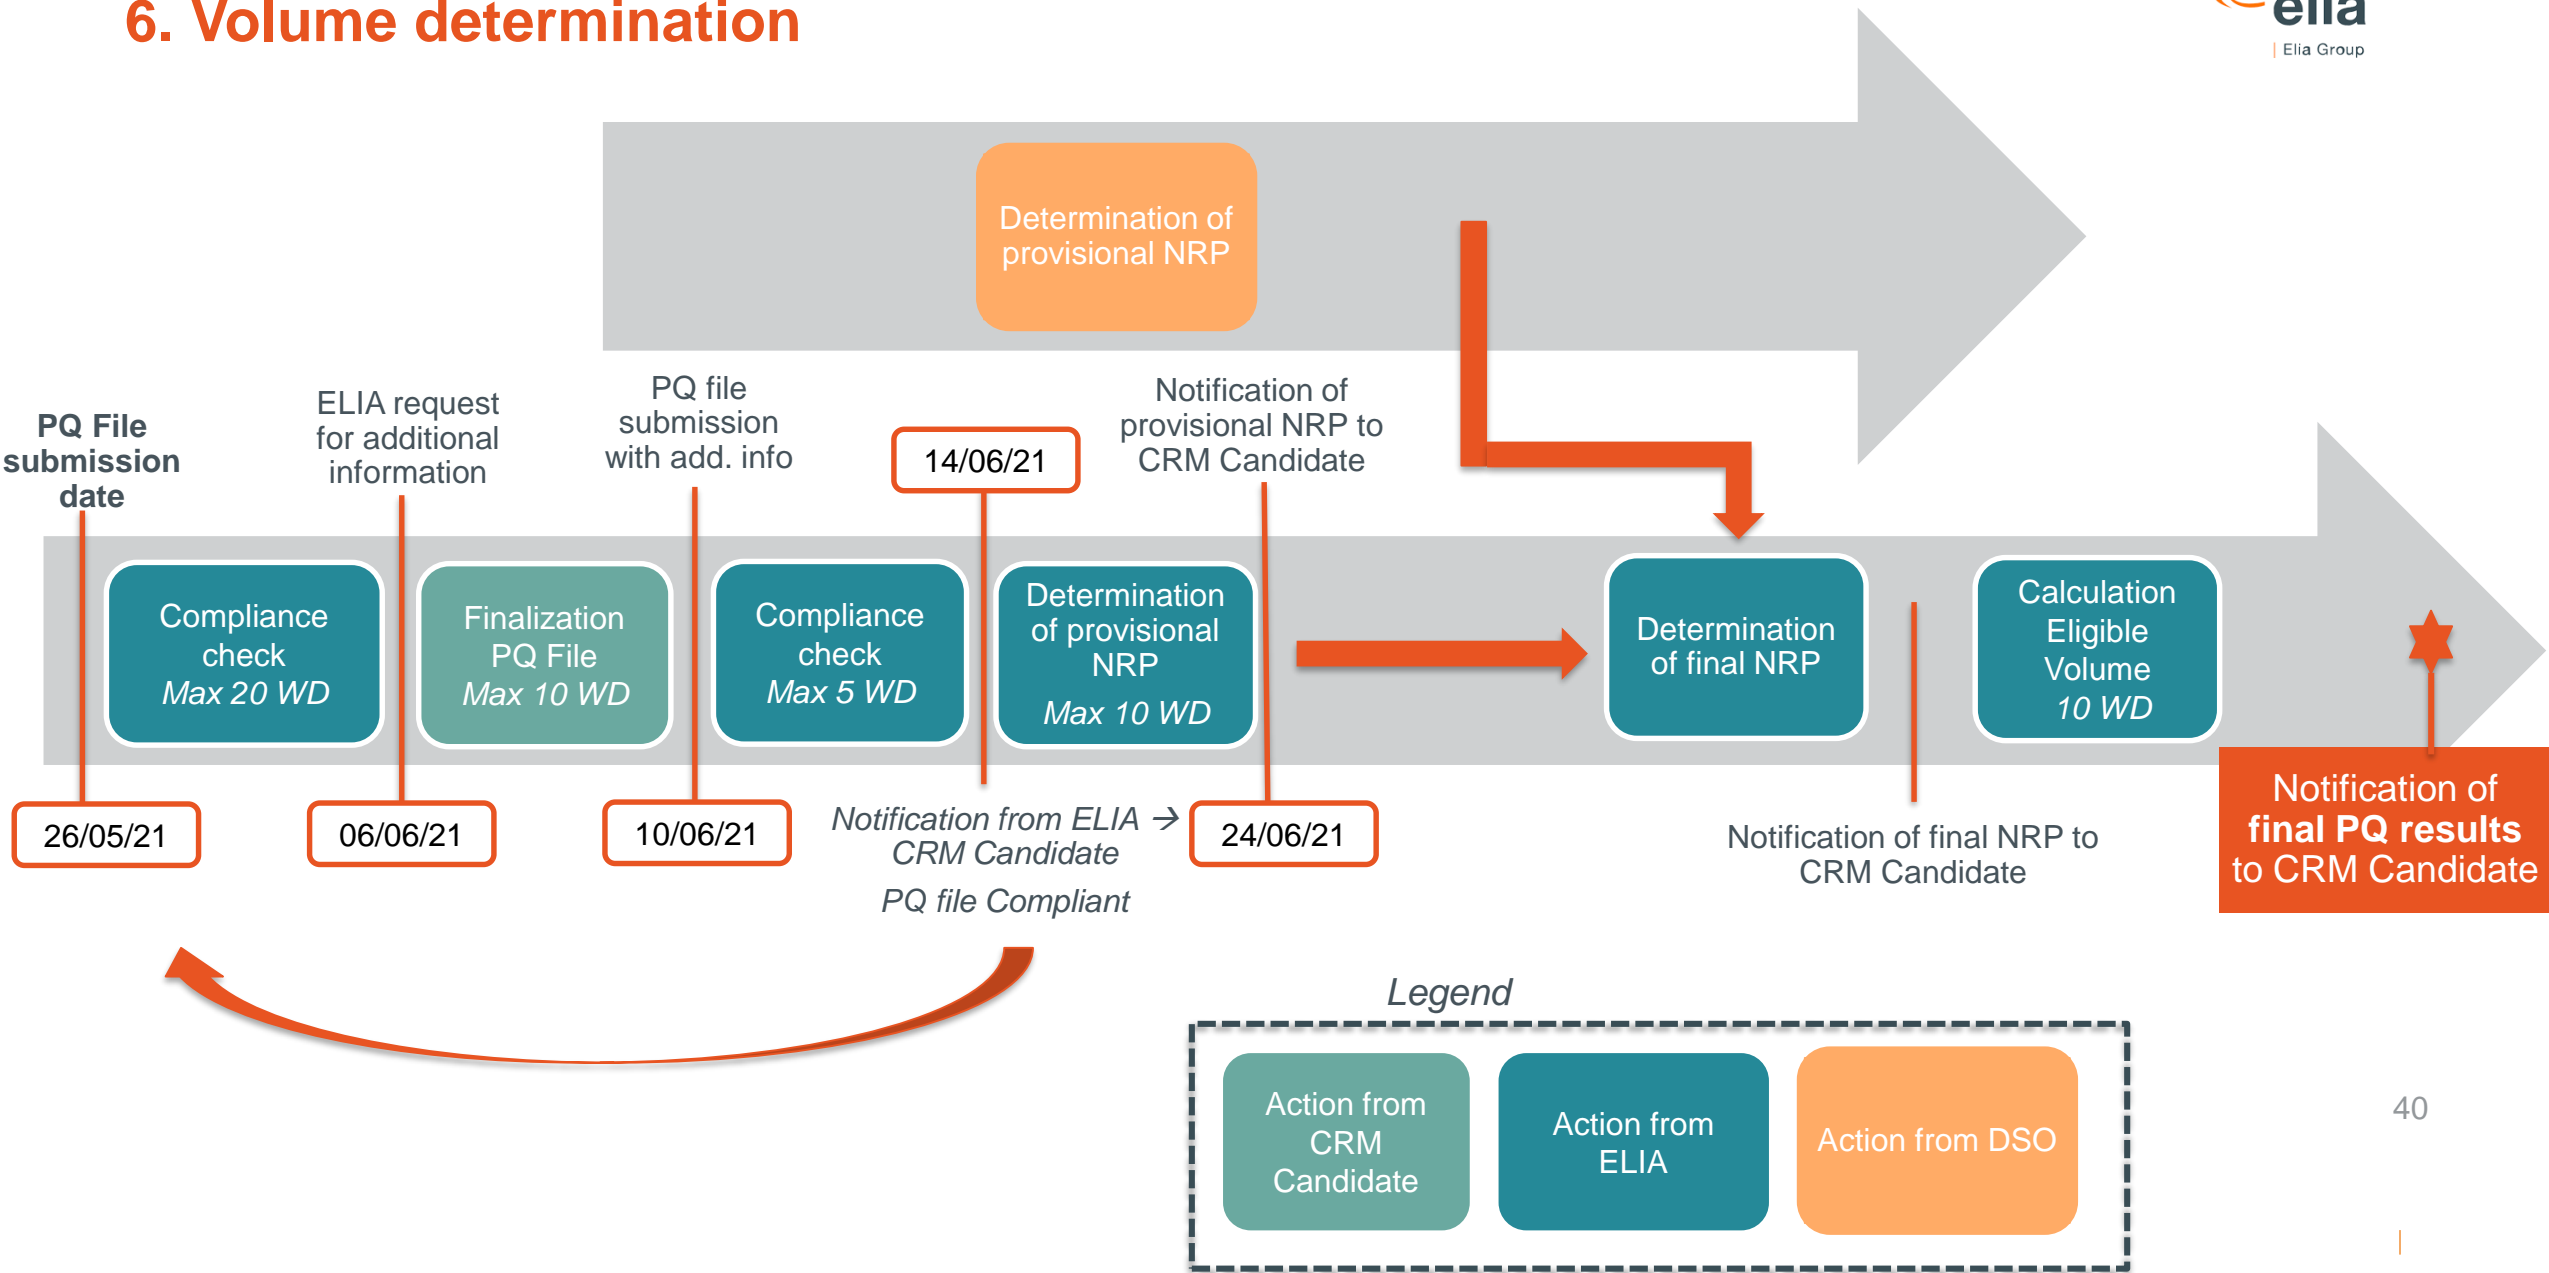 6. Volume determination
elia
Elia Group
Determination of
provisional NRP
PQ File
submission
date
ELIA request
for additional
information
PQ file
submission
with add. info
14/06/21
Notification of
provisional NRP to
CRM Candidate
Compliance
check
Max 20 WD
Finalization
PQ File
Max 10 WD
Compliance
check
Max 5 WD
Determination
of provisional
NRP
Max 10 WD
Determination
of final NRP
Calculation
Eligible
Volume
10 WD
26/05/21
06/06/21
10/06/21
Notification from ELIA →
CRM Candidate
PQ file Compliant
24/06/21
Notification of final NRP to
CRM Candidate
Notification of
final PQ results
to CRM Candidate
Legend
Action from
CRM
Candidate
Action from
ELIA
Action from DSO
40